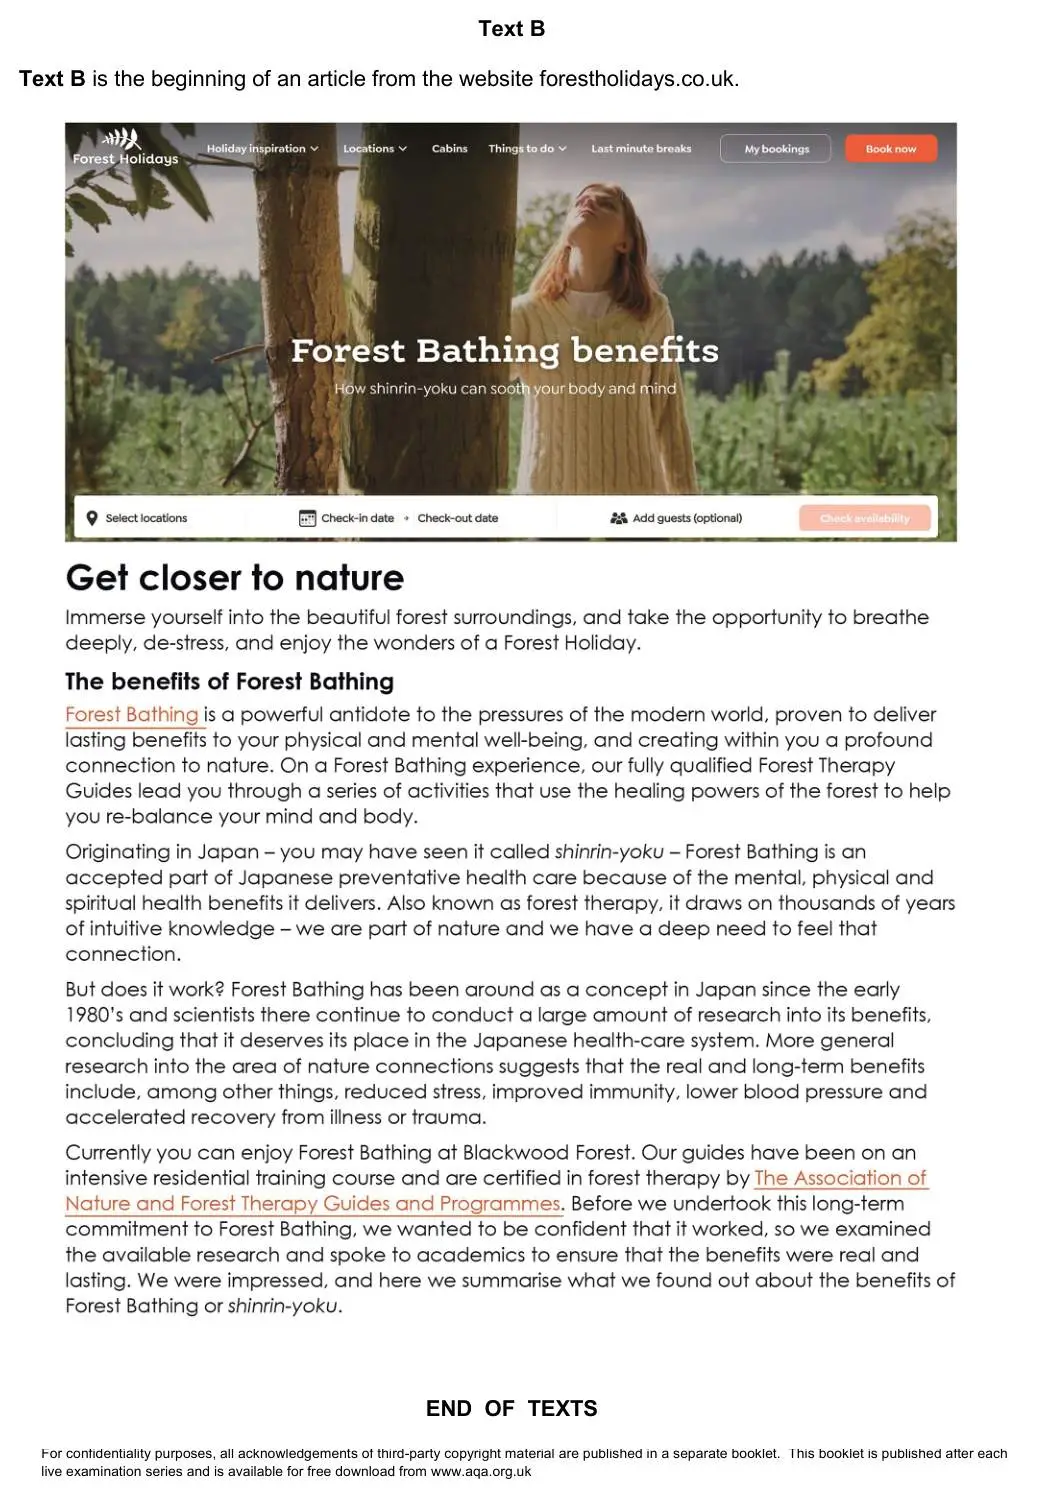 Text B
Text B is the beginning of an article from the website forestholidays.co.uk.
Forest Holidays
Holiday inspiration Locations Cabins Things to do Last minute breaks My bookings Book now
Forest Bathing benefits
How shinrin-yoku can sooth your body and mind
Select locations Check-in date Check-out date Add guests (optional) Check availability
Get closer to nature
Immerse yourself into the beautiful forest surroundings, and take the opportunity to breathe
deeply, de-stress, and enjoy the wonders of a Forest Holiday.
The benefits of Forest Bathing
Forest Bathing is a powerful antidote to the pressures of the modern world, proven to deliver
lasting benefits to your physical and mental well-being, and creating within you a profound
connection to nature. On a Forest Bathing experience, our fully qualified Forest Therapy
Guides lead you through a series of activities that use the healing powers of the forest to help
you re-balance your mind and body.
Originating in Japan – you may have seen it called shinrin-yoku – Forest Bathing is an
accepted part of Japanese preventative health care because of the mental, physical and
spiritual health benefits it delivers. Also known as forest therapy, it draws on thousands of years
of intuitive knowledge – we are part of nature and we have a deep need to feel that
connection.
But does it work? Forest Bathing has been around as a concept in Japan since the early
1980's and scientists there continue to conduct a large amount of research into its benefits,
concluding that it deserves its place in the Japanese health-care system. More general
research into the area of nature connections suggests that the real and long-term benefits
include, among other things, reduced stress, improved immunity, lower blood pressure and
accelerated recovery from illness or trauma.
Currently you can enjoy Forest Bathing at Blackwood Forest. Our guides have been on an
intensive residential training course and are certified in forest therapy by The Association of
Nature and Forest Therapy Guides and Programmes. Before we undertook this long-term
commitment to Forest Bathing, we wanted to be confident that it worked, so we examined
the available research and spoke to academics to ensure that the benefits were real and
lasting. We were impressed, and here we summarise what we found out about the benefits of
Forest Bathing or shinrin-yoku.
END OF TEXTS
For confidentiality purposes, all acknowledgements of third-party copyright material are published in a separate booklet. This booklet is published after each
live examination series and is available for free download from www.aqa.org.uk